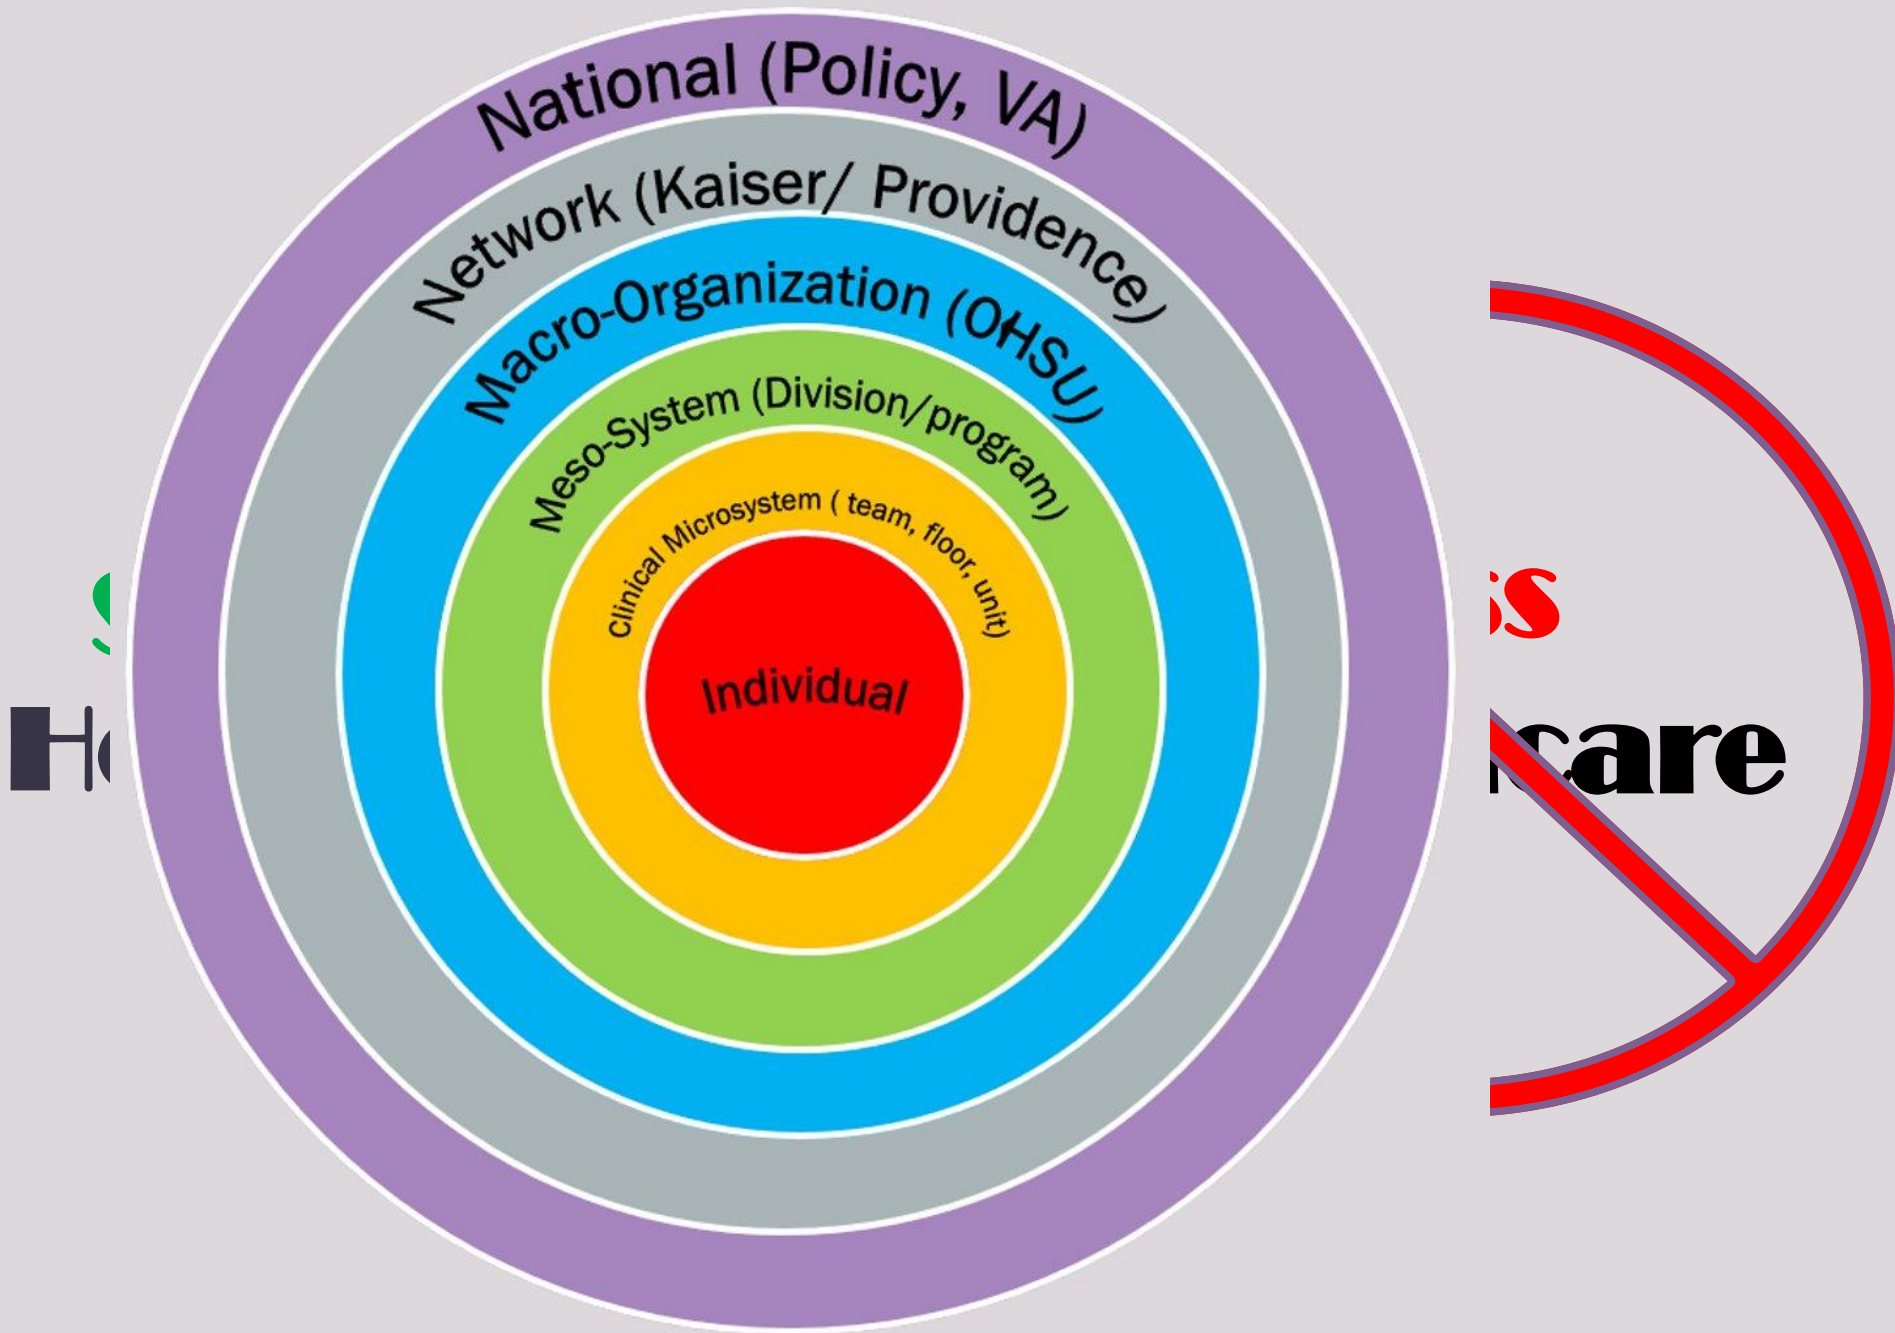 National (Policy, VA)
Network (Kaiser/ Providence)
Macro-Organization (OHSU)
Meso-System (Division/program)
Clinical Microsystem ( team, floor, unit)
Individual
care